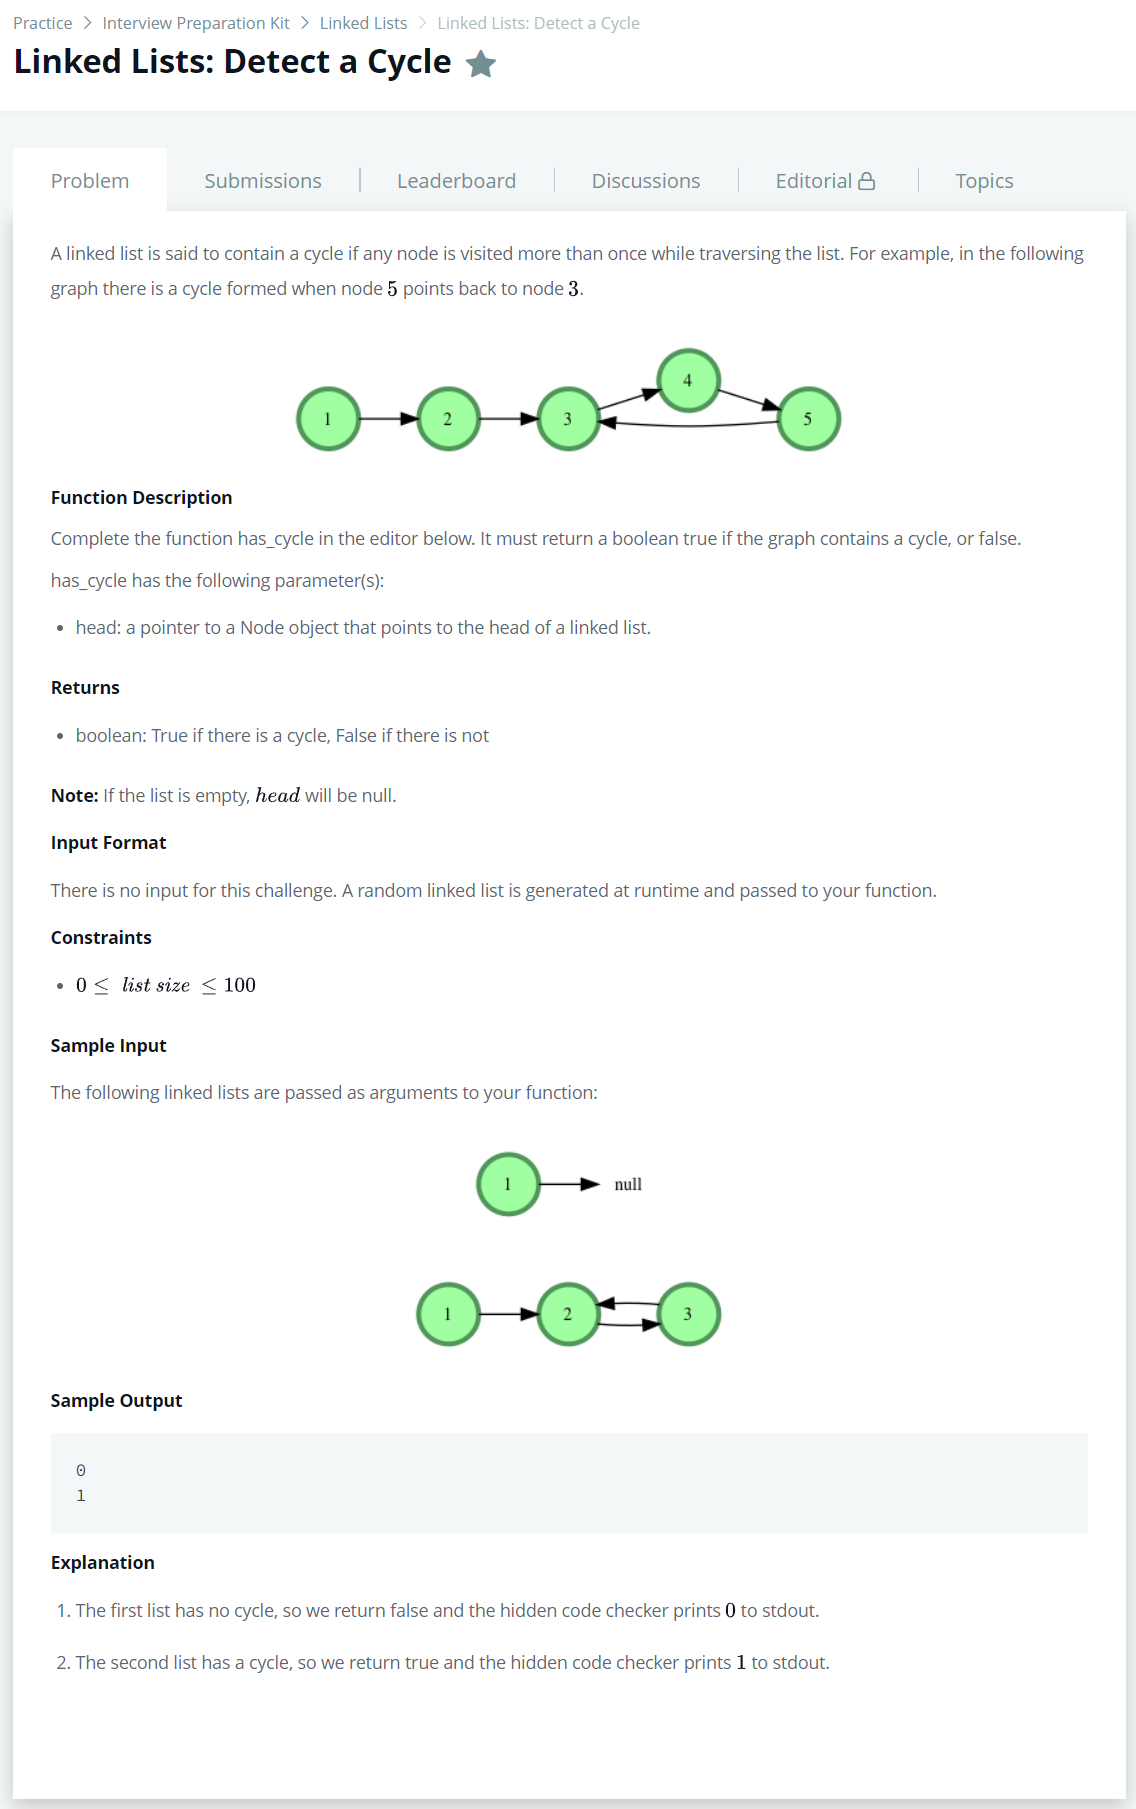 Practice > Interview Preparation Kit > Linked Lists > Linked Lists: Detect a Cycle
Linked Lists: Detect a Cycle
Problem Submissions Leaderboard Discussions Editorial Topics
A linked list is said to contain a cycle if any node is visited more than once while traversing the list. For example, in the following
graph there is a cycle formed when node 5 points back to node 3.
4
1 2 3 5
Function Description
Complete the function has_cycle in the editor below. It must return a boolean true if the graph contains a cycle, or false.
has_cycle has the following parameter(s):
• head: a pointer to a Node object that points to the head of a linked list.
Returns
• boolean: True if there is a cycle, False if there is not
Note: If the list is empty, head will be null.
Input Format
There is no input for this challenge. A random linked list is generated at runtime and passed to your function.
Constraints
• 0 ≤ list size ≤ 100
Sample Input
The following linked lists are passed as arguments to your function:
1 null
1 2 3
Sample Output
0
1
Explanation
1. The first list has no cycle, so we return false and the hidden code checker prints 0 to stdout.
2. The second list has a cycle, so we return true and the hidden code checker prints 1 to stdout.